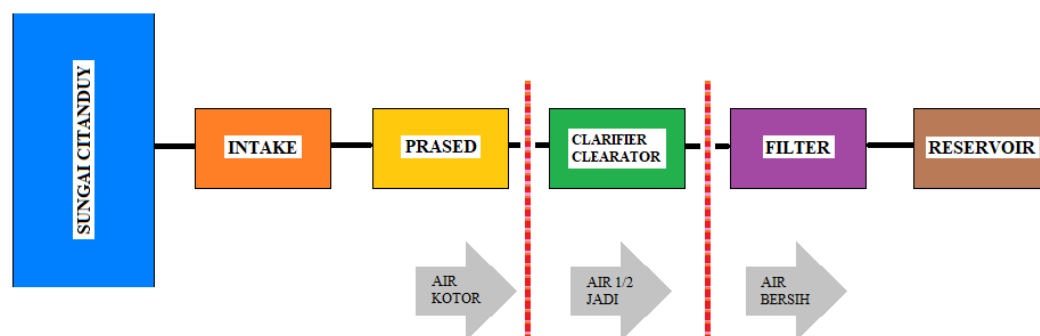 SUNGAI CITANDUY
INTAKE
PRASED
CLARIFIER
CLEARATOR
FILTER
RESERVOIR
AIR
KOTOR
AIR 1/2
JADI
AIR
BERSIH